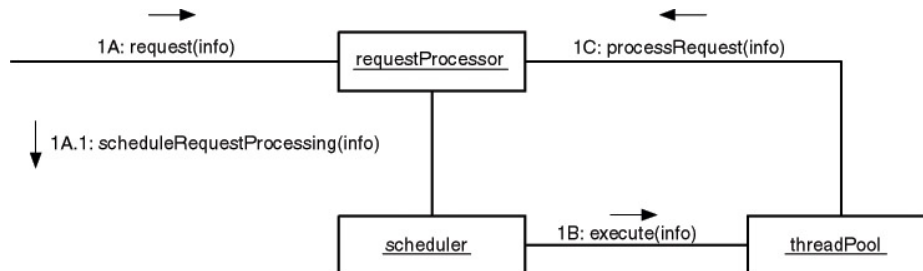 1A: request(info)
requestProcessor
1C: processRequest(info)
1A.1: scheduleRequestProcessing(info)
scheduler
1B: execute(info)
threadPool